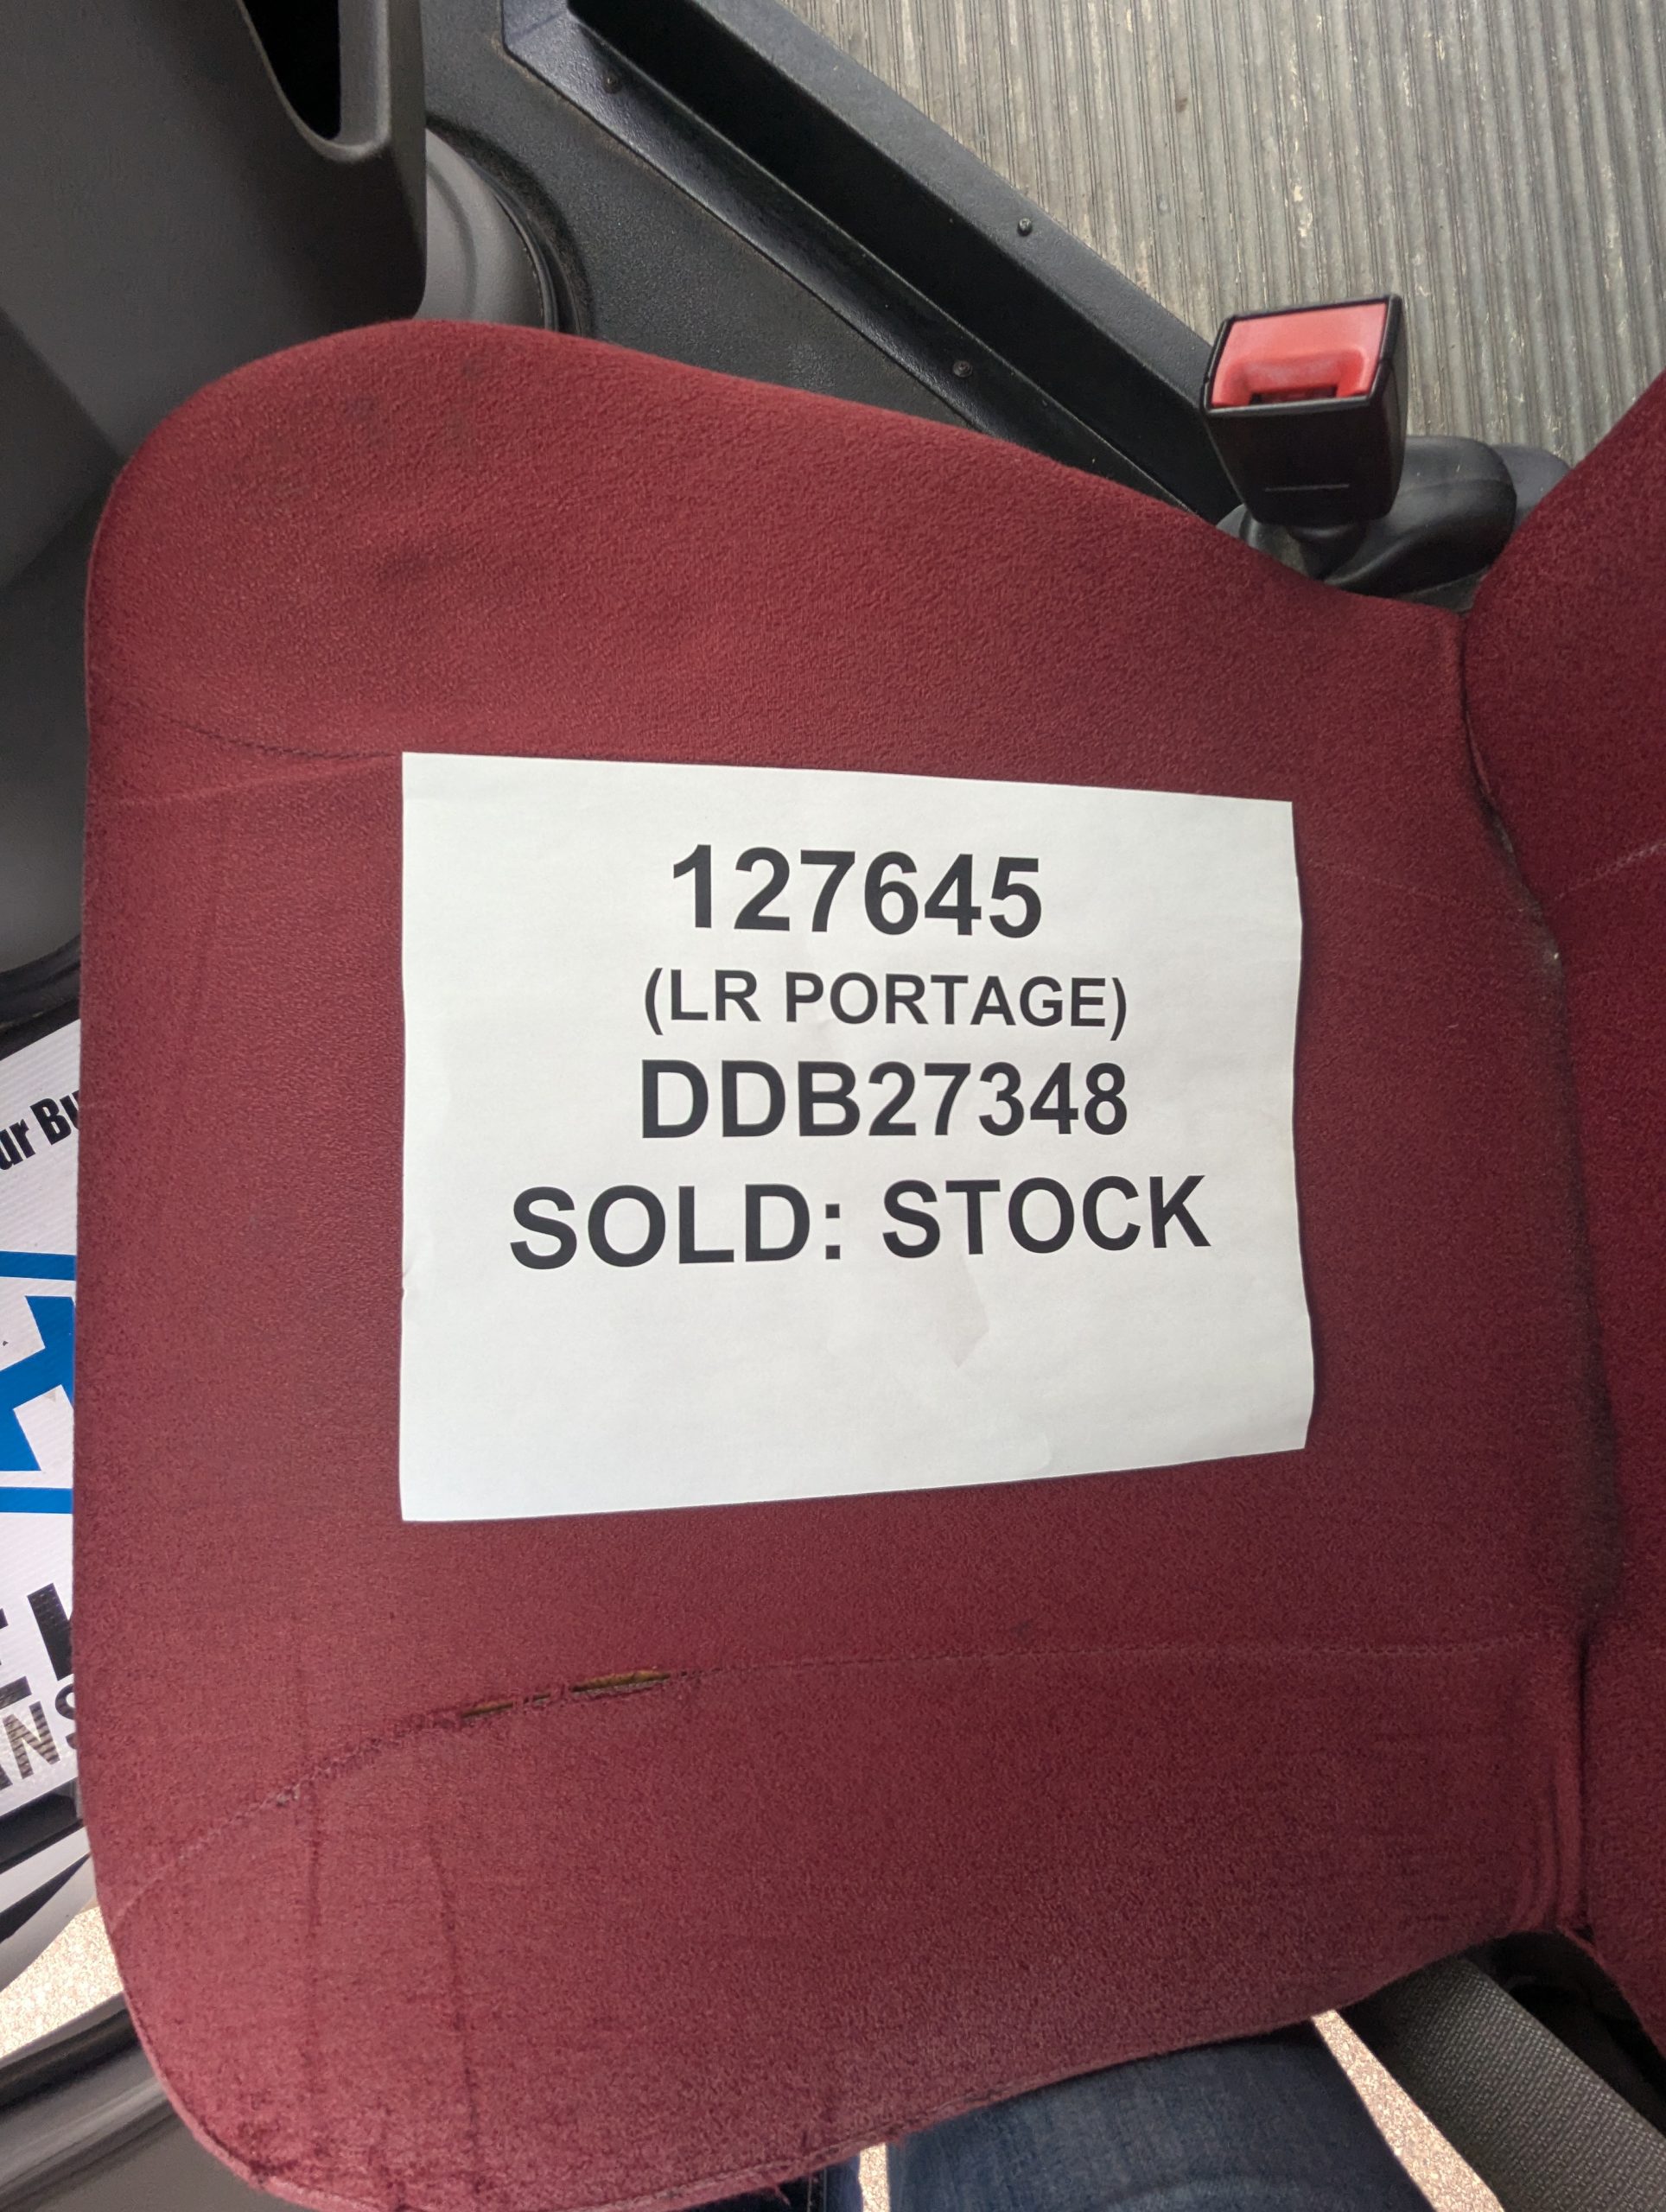 127645
(LR PORTAGE)
DDB27348
SOLD: STOCK